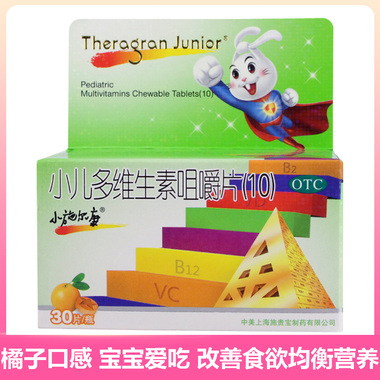 Theragran Junior®
Pediatric
Multivitamins Chewable Tablets(10)
小儿多维生素咀嚼片(10)
小施尔康®
OTC
B2
B12
VC
30片/瓶
中美上海施贵宝制药有限公司
橘子口感 宝宝爱吃 改善食欲均衡营养